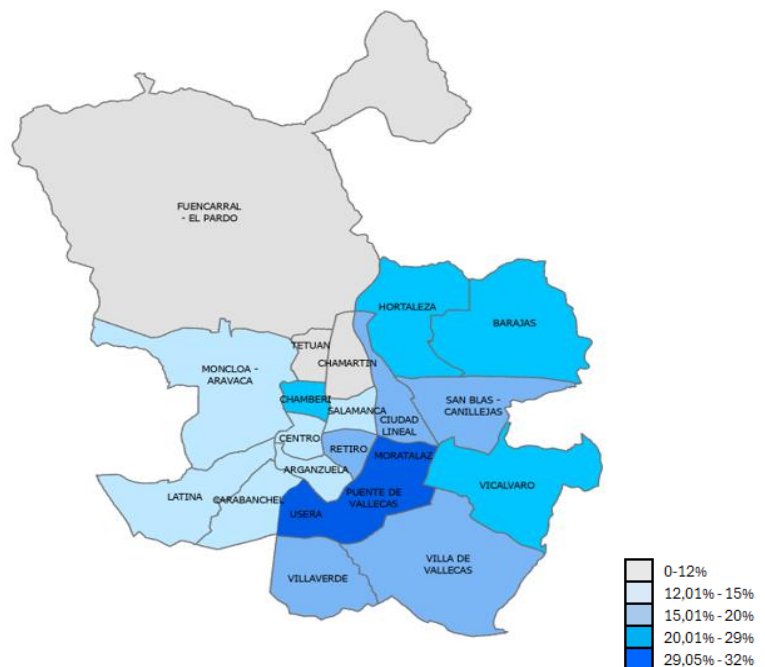 FUENCARRAL
- EL PARDO
HORTALEZA
BARAJAS
TETUAN
CHAMARTIN
MONCLOA -
ARAVACA
CHAMBERI
SALAMANCA
SAN BLAS -
CANILLEJAS
CIUDAD
LINEAL
CENTRO
RETIRO
MORATALAZ
ARGANZUELA
VICALVARO
LATINA
CARABANCHEL
PUENTE DE
VALLECAS
USERA
VILLA DE
VALLECAS
VILLAVERDE
0-12%
12,01% - 15%
15,01% - 20%
20,01% - 29%
29,05% - 32%